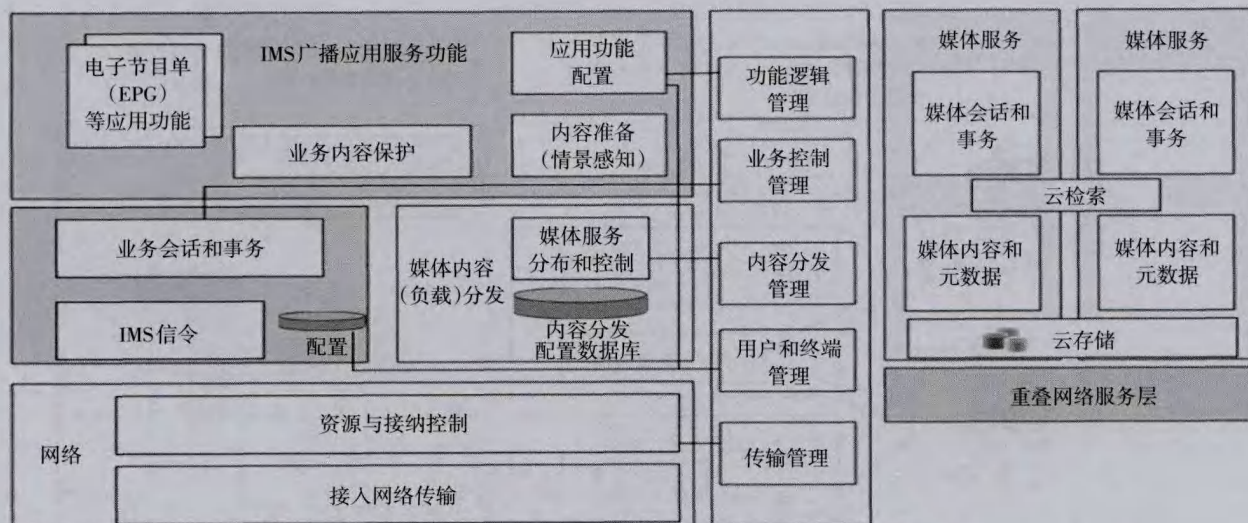 IMS广播应用服务功能
电子节目单
(EPG)
等应用功能
业务内容保护
应用功能
配置
内容准备
(情景感知)
业务会话和事务
IMS信令
配置
媒体内容
(负载)分发
媒体服务
分布和控制
内容分发
配置数据库
网络
资源与接纳控制
接入网络传输
功能逻辑
管理
业务控制
管理
内容分发
管理
用户和终端
管理
传输管理
媒体服务
媒体会话和
事务
媒体服务
媒体会话和
事务
云检索
媒体内容和
元数据
媒体内容和
元数据
云存储
重叠网络服务层